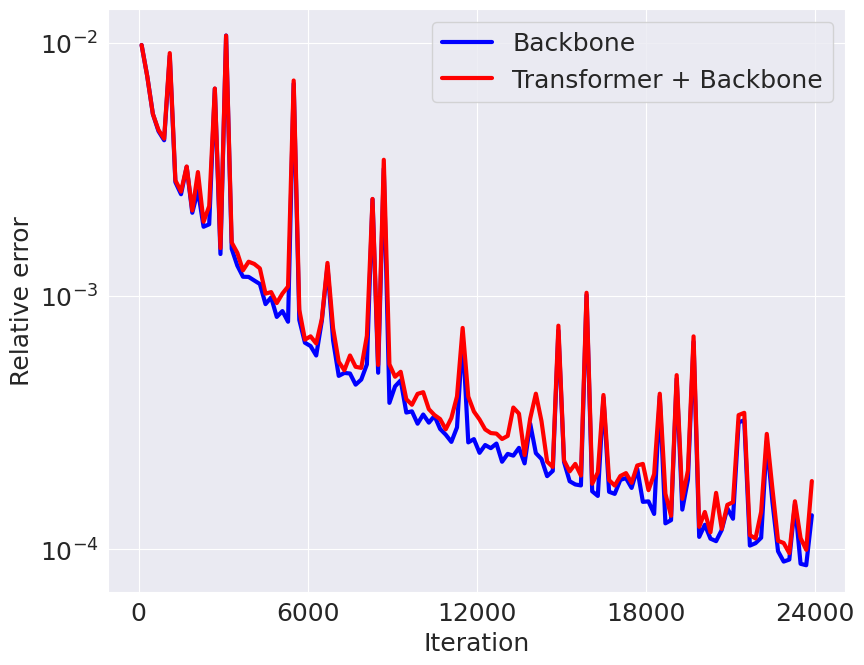 Backbone
Transformer + Backbone
Relative error
10⁻²
10⁻³
10⁻⁴
0 6000 12000 18000 24000
Iteration